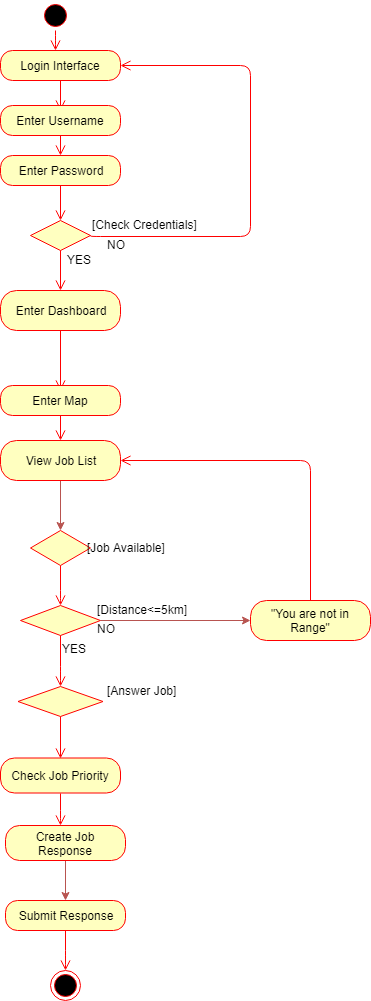 Login Interface
Enter Username
Enter Password
[Check Credentials]
NO
YES
Enter Dashboard
Enter Map
View Job List
[Job Available]
[Distance<=5km]
NO
"You are not in
Range"
YES
[Answer Job]
Check Job Priority
Create Job
Response
Submit Response